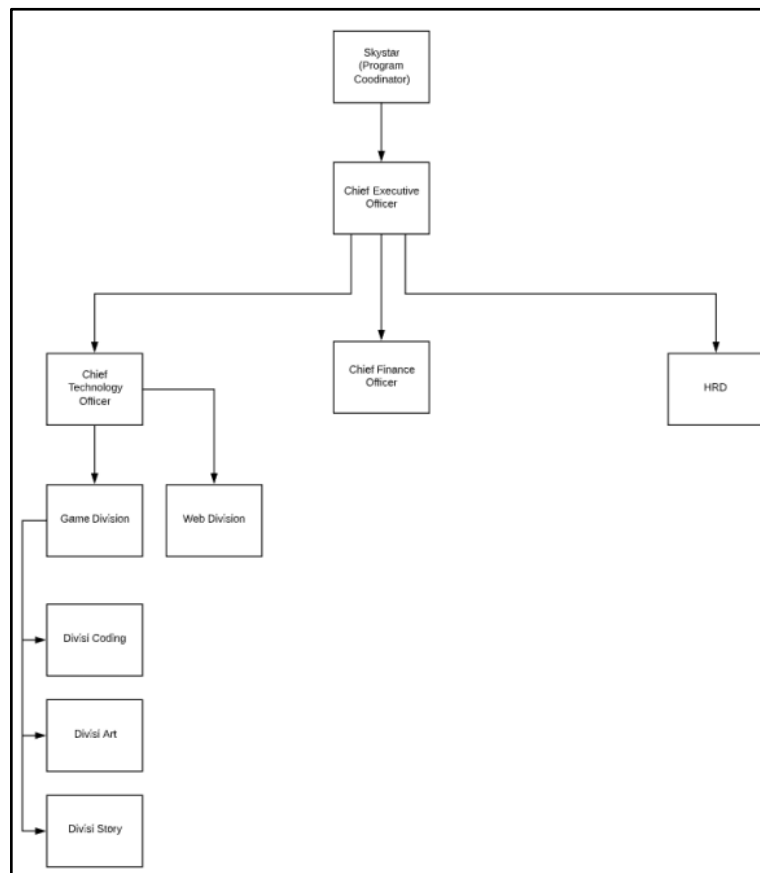 Skystar
(Program
Coodinator)
Chief Executive
Officer
Chief
Technology
Officer
Chief Finance
Officer
HRD
Game Division
Web Division
Divisi Coding
Divisi Art
Divisi Story